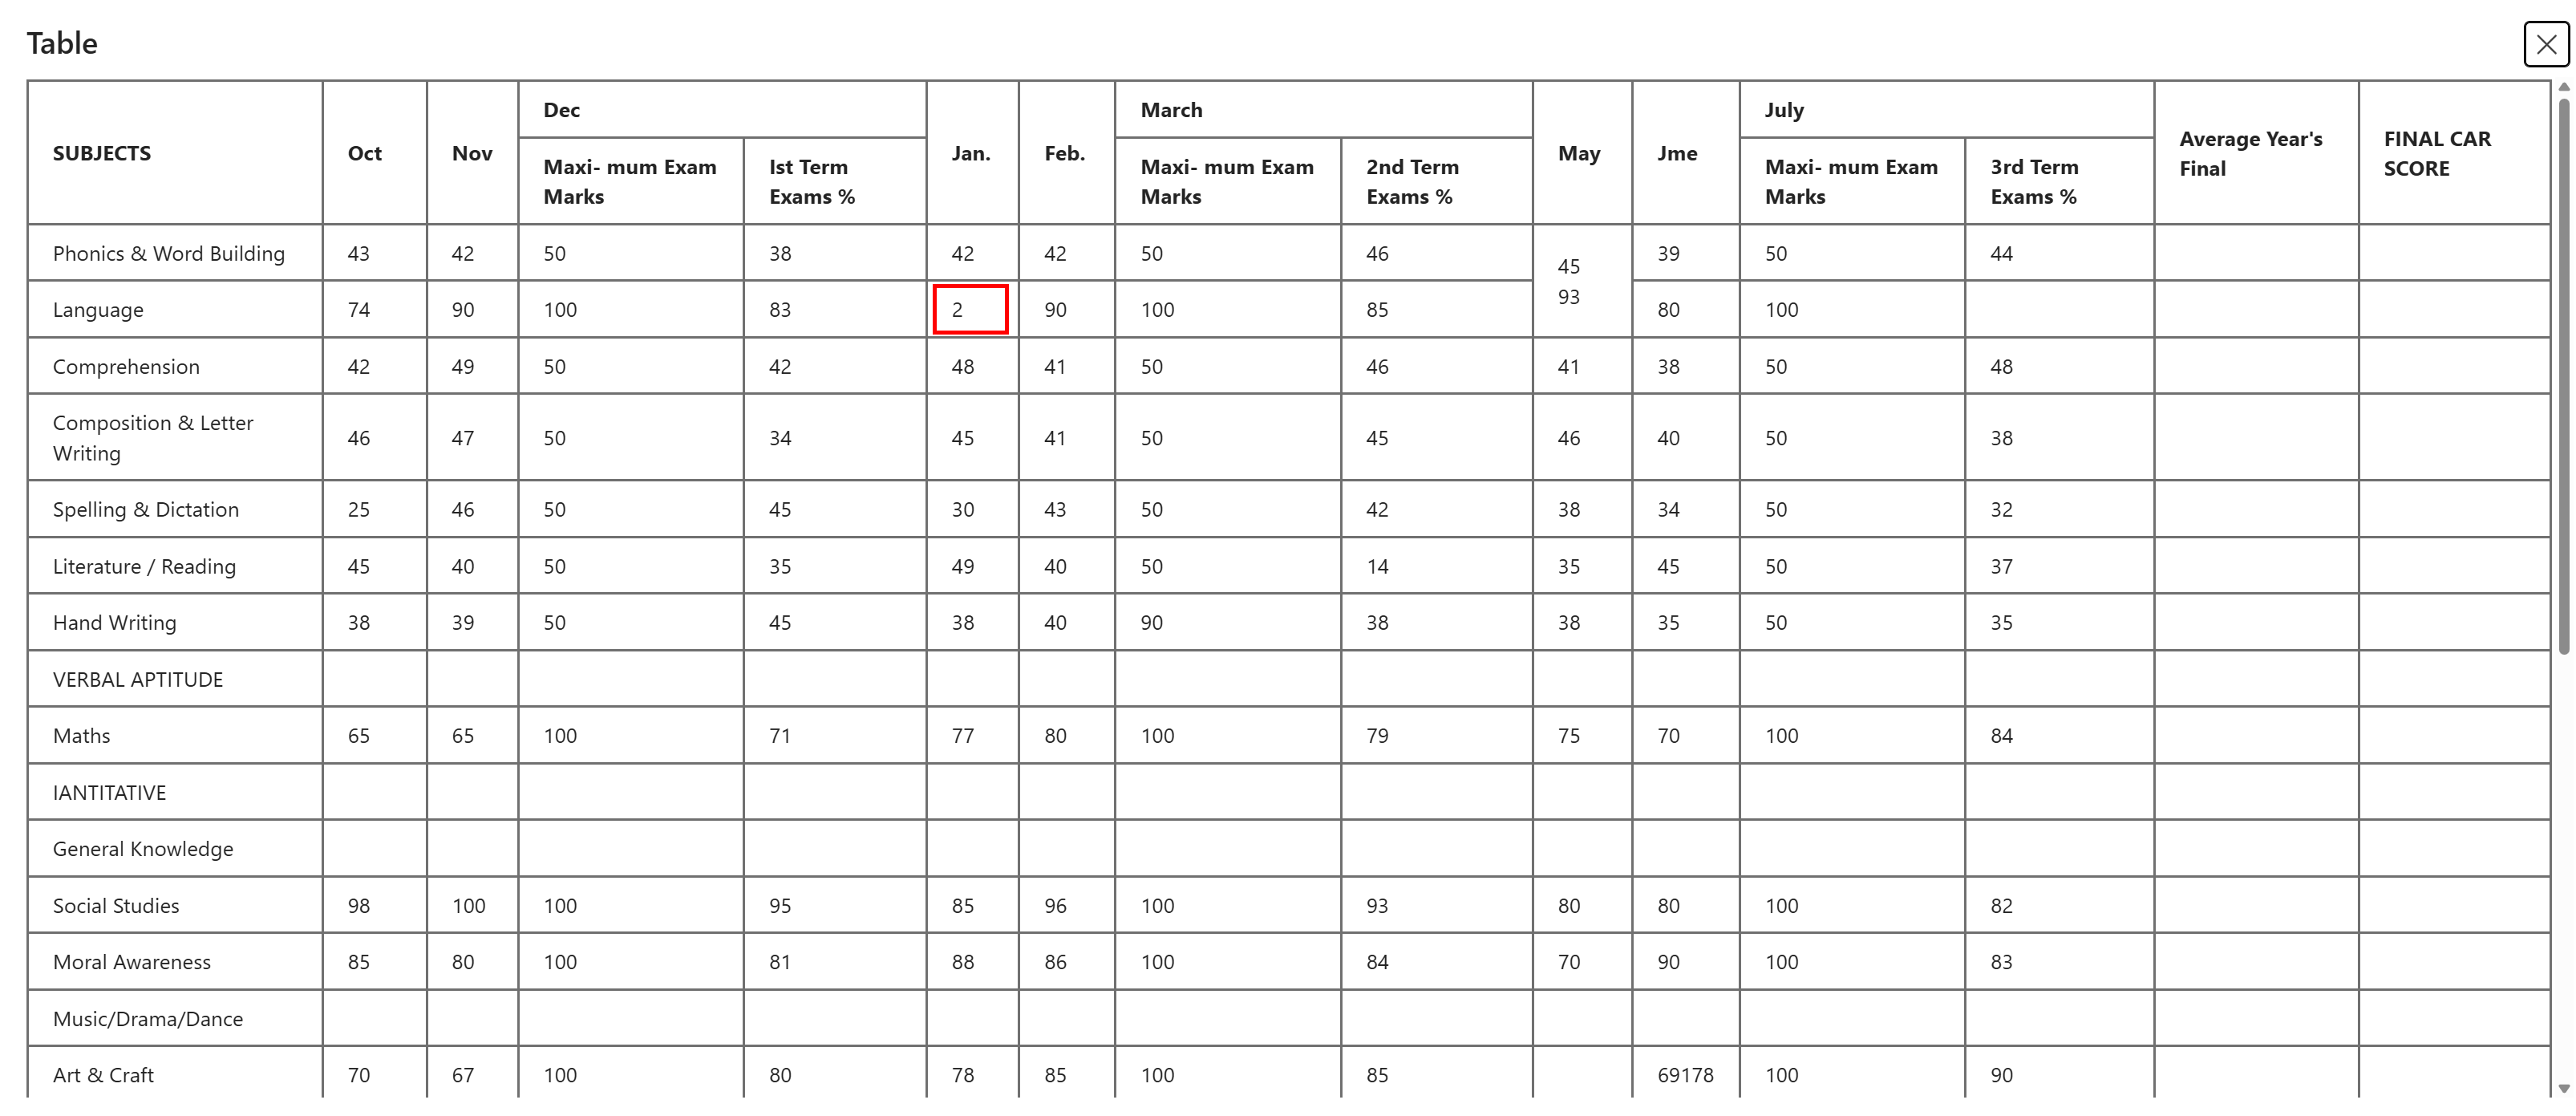 Table
SUBJECTS Oct Nov Dec Jan. Feb. March May Jme July Average Year's Final FINAL CAR SCORE
Maxi- mum Exam Marks Ist Term Exams % Maxi- mum Exam Marks 2nd Term Exams % Maxi- mum Exam Marks 3rd Term Exams %
Phonics & Word Building 43 42 50 38 42 42 50 46 45 39 50 44
Language 74 90 100 83 2 90 100 85 93 80 100
Comprehension 42 49 50 42 48 41 50 46 41 38 50 48
Composition & Letter Writing 46 47 50 34 45 41 50 45 46 40 50 38
Spelling & Dictation 25 46 50 45 30 43 50 42 38 34 50 32
Literature / Reading 45 40 50 35 49 40 50 14 35 45 50 37
Hand Writing 38 39 50 45 38 40 90 38 38 35 50 35
VERBAL APTITUDE
Maths 65 65 100 71 77 80 100 79 75 70 100 84
IANTITATIVE
General Knowledge
Social Studies 98 100 100 95 85 96 100 93 80 80 100 82
Moral Awareness 85 80 100 81 88 86 100 84 70 90 100 83
Music/Drama/Dance
Art & Craft 70 67 100 80 78 85 100 85 69178 100 90